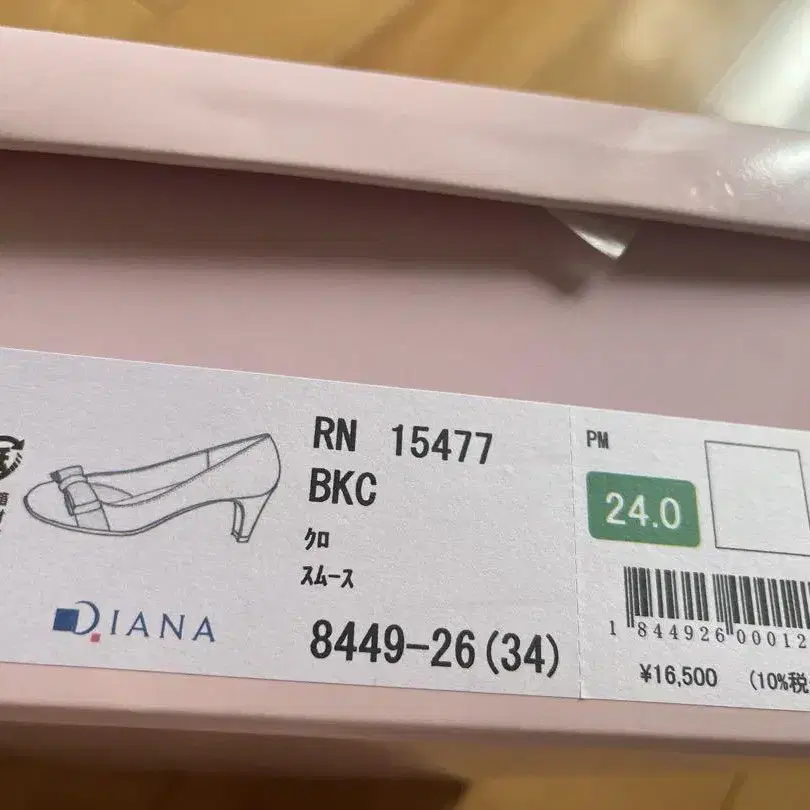 RN 15477
BKC
ｸﾛ
ｽﾑｰｽ
8449-26(34)
DIANA
PM
24.0
1 844926 00012
¥16,500 (10%税